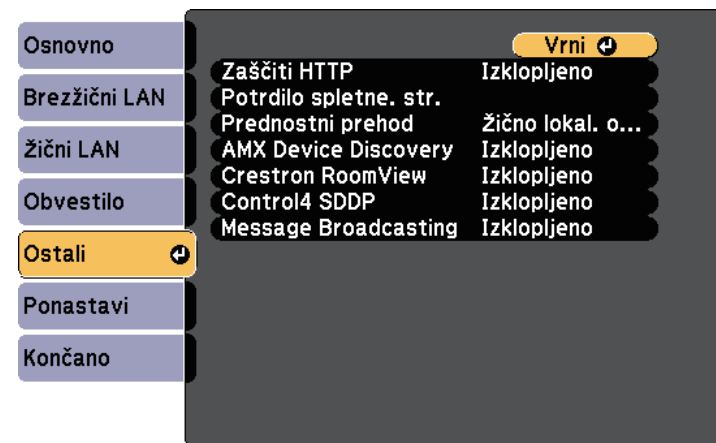 Osnovno
Brezžični LAN
Žični LAN
Obvestilo
Ostali
Ponastavi
Končano
Vrni
Zaščiti HTTP Izklopljeno
Potrdilo spletne. str.
Prednostni prehod Žično lokal. o...
AMX Device Discovery Izklopljeno
Crestron RoomView Izklopljeno
Control4 SDDP Izklopljeno
Message Broadcasting Izklopljeno